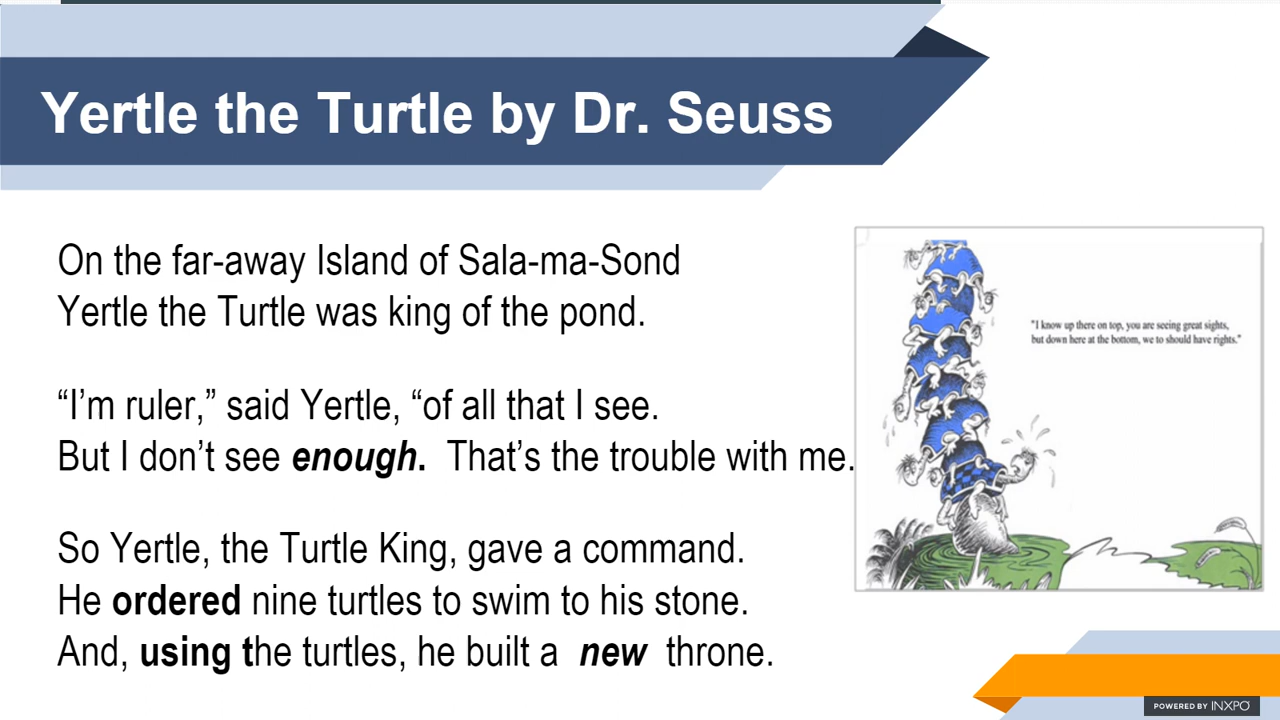 Yertle the Turtle by Dr. Seuss
On the far-away Island of Sala-ma-Sond
Yertle the Turtle was king of the pond.
“I’m ruler,” said Yertle, “of all that I see.
But I don’t see enough. That’s the trouble with me.
So Yertle, the Turtle King, gave a command.
He ordered nine turtles to swim to his stone.
And, using the turtles, he built a new throne.
"I know up there on top, you are seeing great sights,
but down here at the bottom, we to should have rights."
POWERED BY INXPO